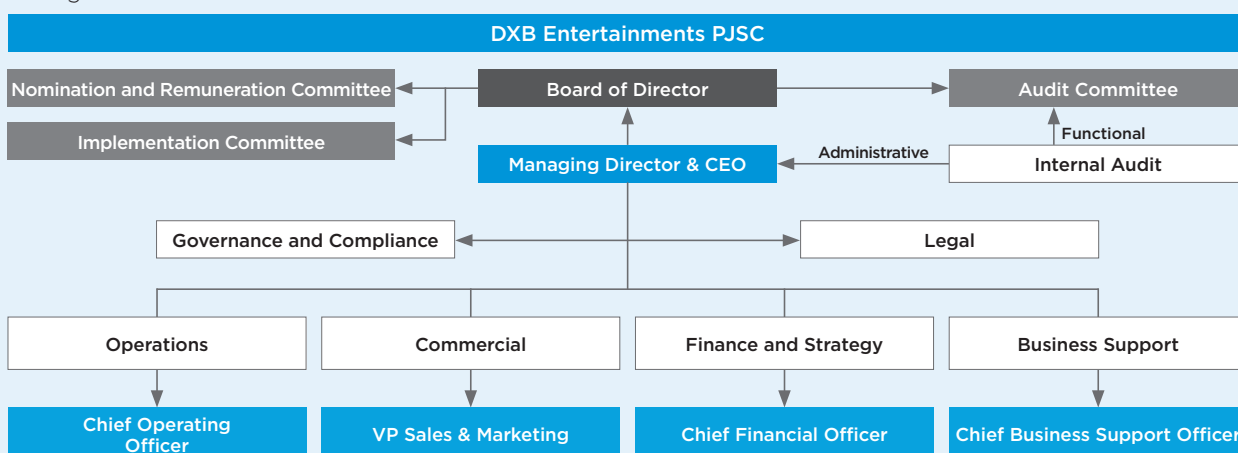 DXB Entertainments PJSC
Nomination and Remuneration Committee
Board of Director
Audit Committee
Implementation Committee
Functional
Administrative
Managing Director & CEO
Internal Audit
Governance and Compliance
Legal
Operations
Commercial
Finance and Strategy
Business Support
Chief Operating
Officer
VP Sales & Marketing
Chief Financial Officer
Chief Business Support Officer